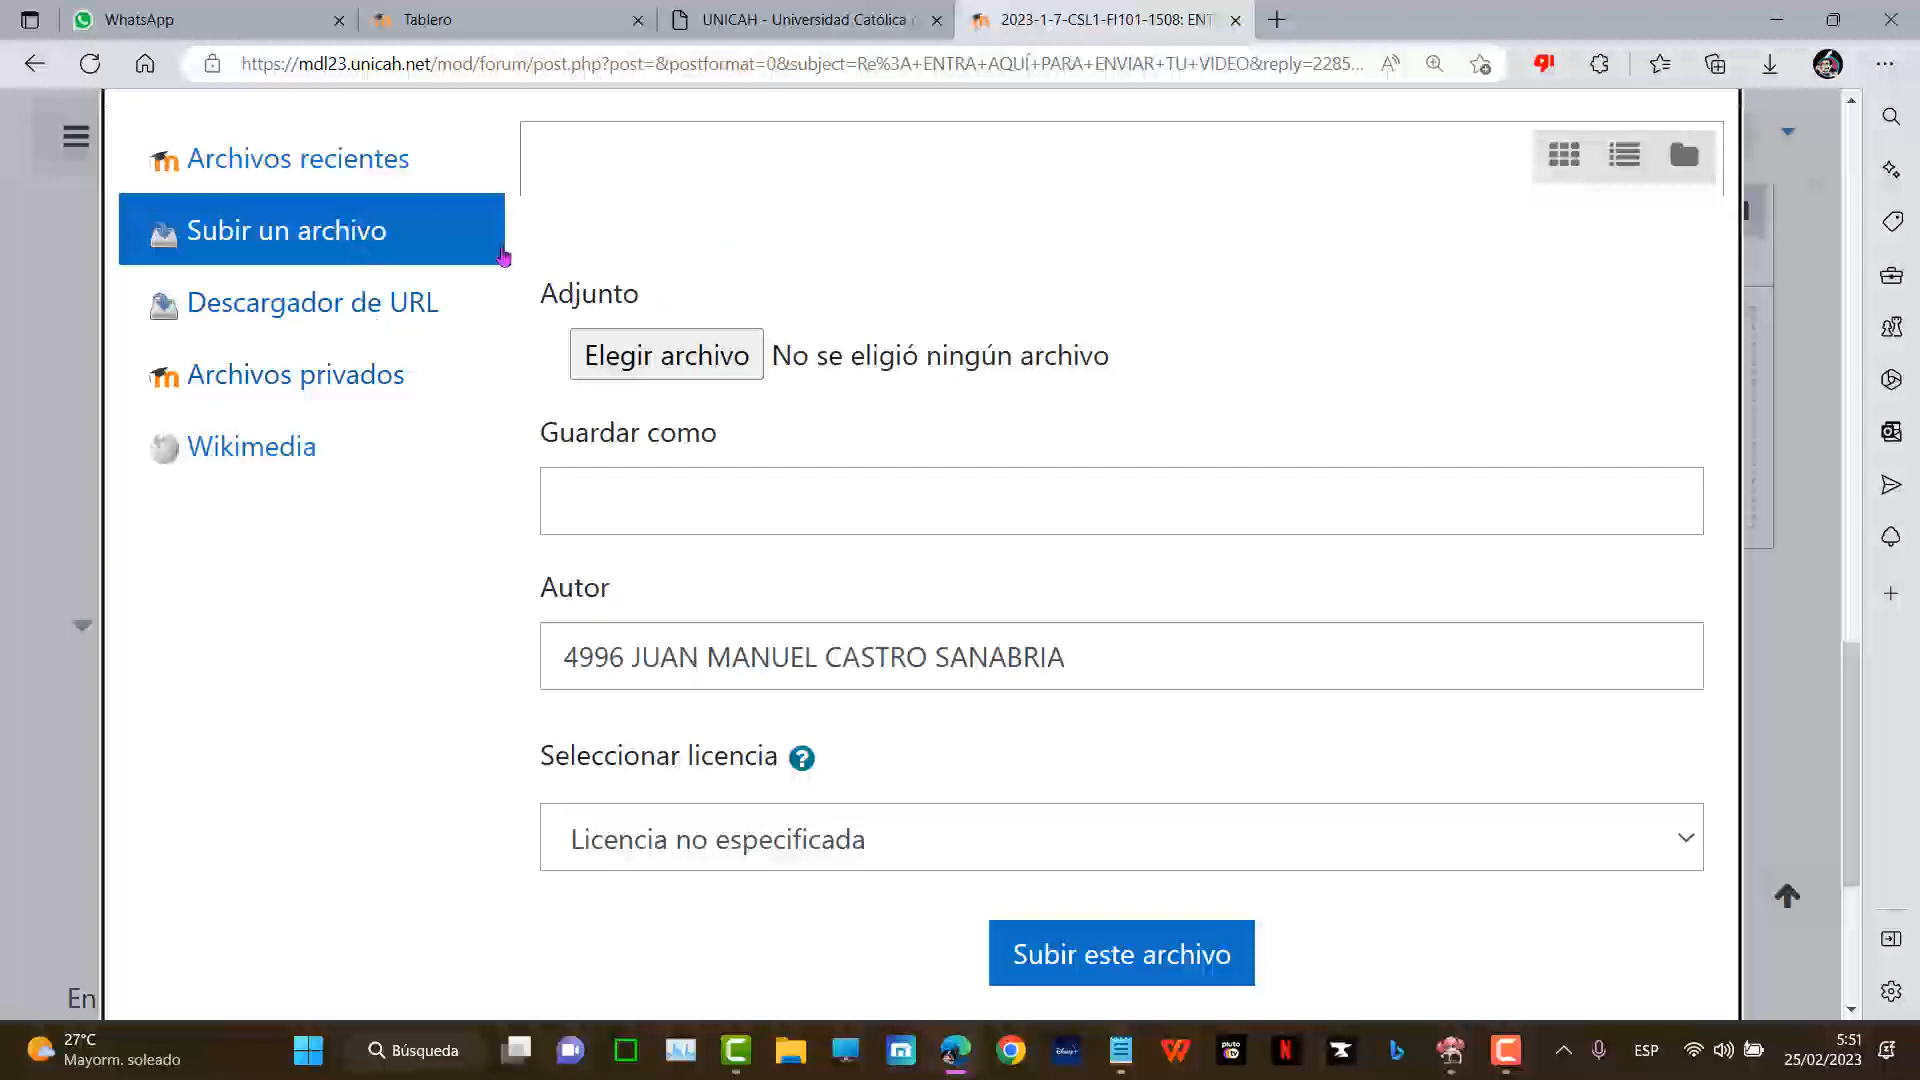 WhatsApp
Tablero
UNICAH - Universidad Católica
2023-1-7-CSL1-FI101-1508: ENT
https://mdl23.unicah.net/mod/forum/post.php?post=&postformat=0&subject=Re%3A+ENTRA+AQUÍ+PARA+ENVIAR+TU+VIDEO&reply=2285...
Archivos recientes
Subir un archivo
Descargador de URL
Archivos privados
Wikimedia
Adjunto
Elegir archivo No se eligió ningún archivo
Guardar como
Autor
4996 JUAN MANUEL CASTRO SANABRIA
Seleccionar licencia ?
Licencia no especificada
Subir este archivo
En
27°C
Mayorm. soleado
Búsqueda
Disney+
pluto tv
ESP
5:51
25/02/2023